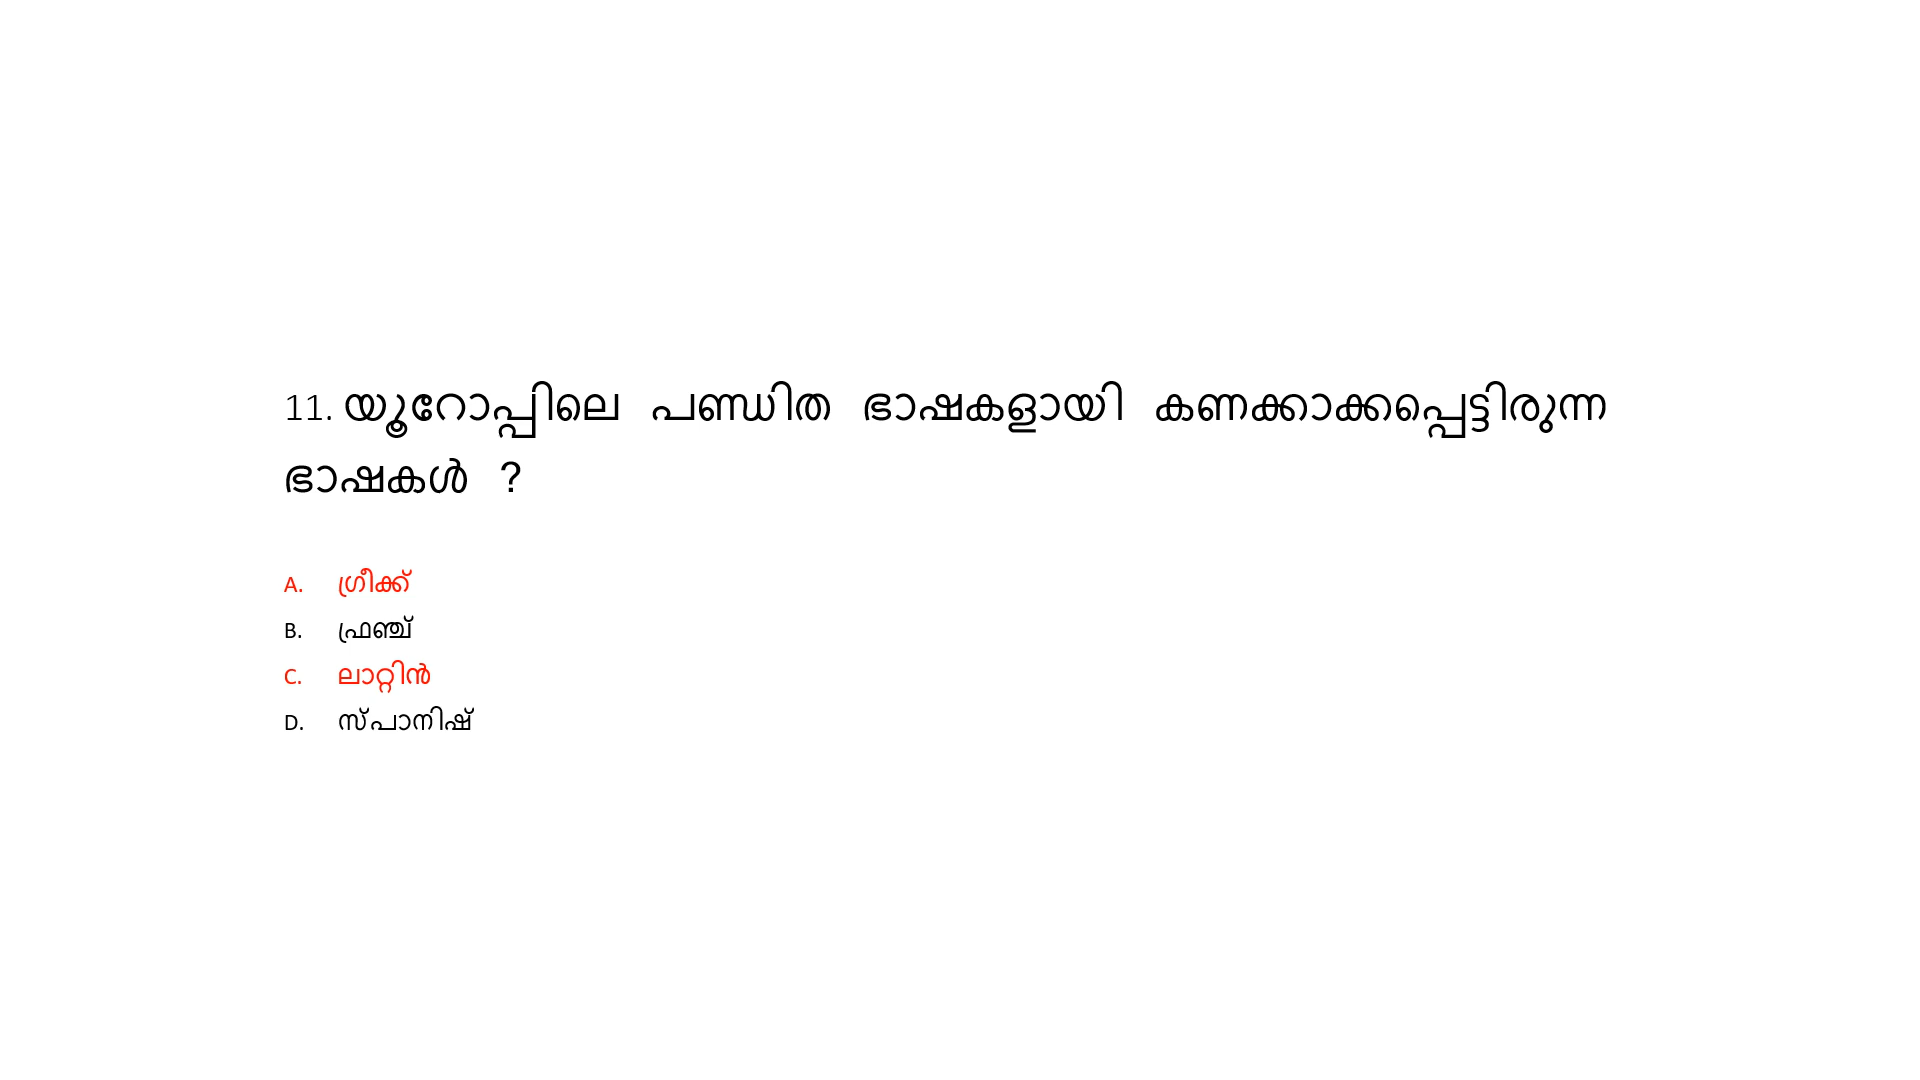 11. യൂറോപ്പിലെ പണ്ഡിത ഭാഷകളായി കണക്കാക്കപ്പെട്ടിരുന്ന
ഭാഷകൾ ?
A. ഗ്രീക്ക്
B. ഫ്രഞ്ച്
C. ലാറ്റിൻ
D. സ്പാനിഷ്